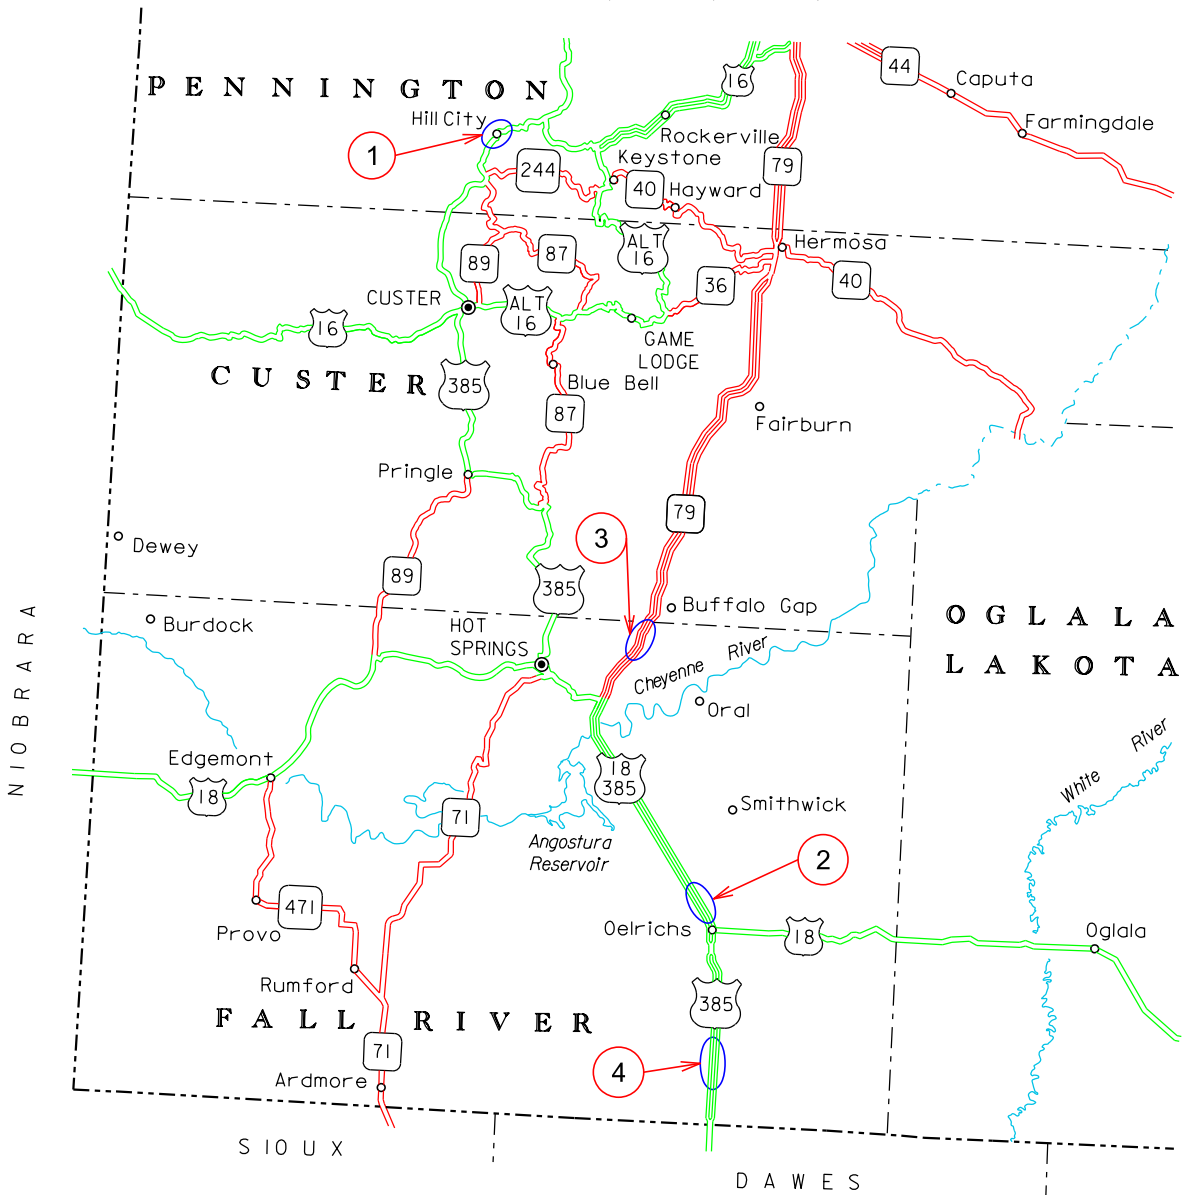 16
44
Caputa
PENNINGTON
Hill City
Farmingdale
Rockerville
1
Keystone
79
244
40
Hayward
ALT
16
Hermosa
87
89
36
40
CUSTER
ALT
16
16
GAME
LODGE
CUSTER
385
Blue Bell
87
Fairburn
Pringle
79
3
Dewey
89
385
Buffalo Gap
NIOBRARA
Burdock
HOT
SPRINGS
OGLALA
LAKOTA
Cheyenne River
Oral
White River
Edgemont
18
385
18
Smithwick
71
Angostura
Reservoir
2
471
Provo
Oelrichs
18
Oglala
Rumford
385
FALL RIVER
71
4
Ardmore
SIOUX
DAWES